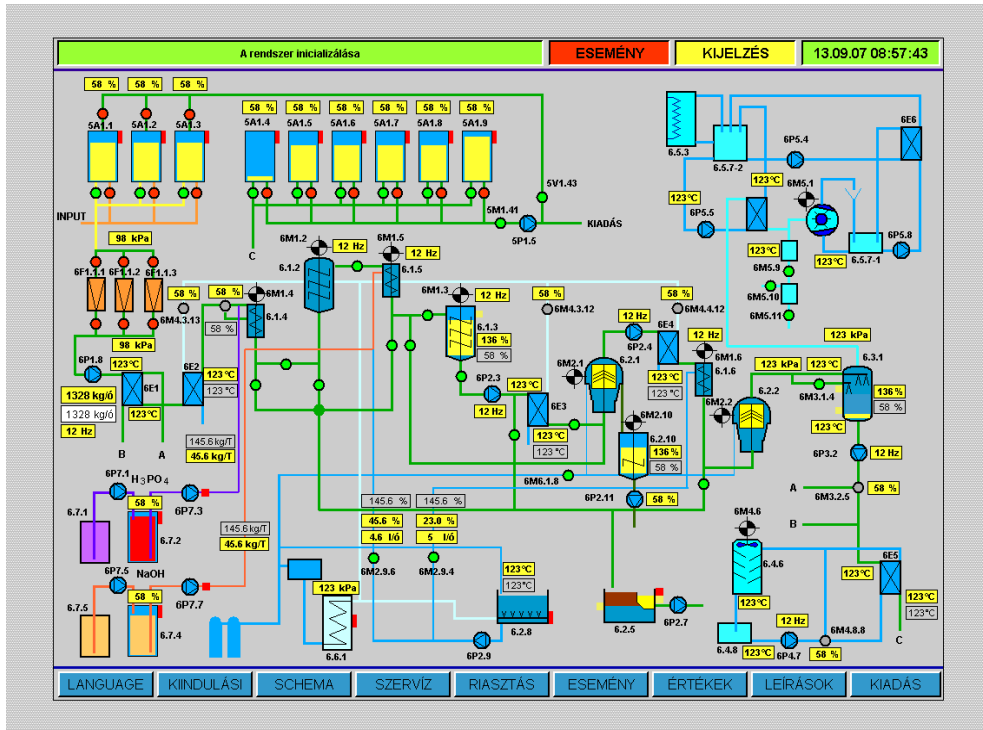 A rendszer inicializálása
ESEMÉNY
KIJELZÉS
13.09.07 08:57:43
58 % 58 % 58 %
5A1.1 5A1.2 5A1.3
58 % 58 % 58 % 58 % 58 % 58 %
5A1.4 5A1.5 5A1.6 5A1.7 5A1.8 5A1.9
6.5.3
6.5.7-2
6P5.4
6E6
INPUT
5V1.43
5M1.41
5P1.5
KIADÁS
C
123°C
6M5.1
6P5.5
6P5.8
123°C
123°C
6.5.7-1
6M5.9
6M5.10
6M5.11
98 kPa
6F1.1.1 6F1.1.2 6F1.1.3
98 kPa
6M1.2
12 Hz
6.1.2
6M1.5
12 Hz
6.1.5
58 %
6M4.3.13
58 %
6M1.4
6.1.4
58 %
6M1.3
12 Hz
6.1.3
136 %
58 %
58 %
6M4.3.12
58 %
6M4.4.12
12 Hz
6P2.4
6E4
12 Hz
6M1.6
6.1.6
123°C
123°C
6M2.1
6.2.1
6P1.8
123°C
6E1
6E2
123°C
123°C
1328 kg/ó
1328 kg/ó
12 Hz
123°C
B
A
6P2.3
12 Hz
123°C
6E3
123°C
123°C
6M2.10
6.2.10
136 %
58 %
6M2.2
6.2.2
123 kPa
123 kPa
6.3.1
6M3.1.4
136 %
58 %
123°C
6P3.2
12 Hz
A
6M3.2.5
58 %
B
145.6 kg/T
45.6 kg/T
6M6.1.8
6P2.11
58 %
6P7.1
H3PO4
58 %
6P7.3
6.7.1
6.7.2
145.6 kg/T
45.6 kg/T
145.6 %
145.6 %
45.6 %
23.0 %
4.6 l/ó
5 l/ó
6M2.9.6
6M2.9.4
6P7.5
NaOH
58 %
6P7.7
6.7.5
6.7.4
123 kPa
6.6.1
123°C
123°C
6.2.8
6P2.9
6.2.5
6P2.7
6M4.6
6.4.6
123°C
6.4.8
12 Hz
6P4.7
6M4.8.8
58 %
6E5
123°C
123°C
123°C
C
LANGUAGE
KIINDULÁSI
SCHEMA
SZERVÍZ
RIASZTÁS
ESEMÉNY
ÉRTÉKEK
LEÍRÁSOK
KIADÁS